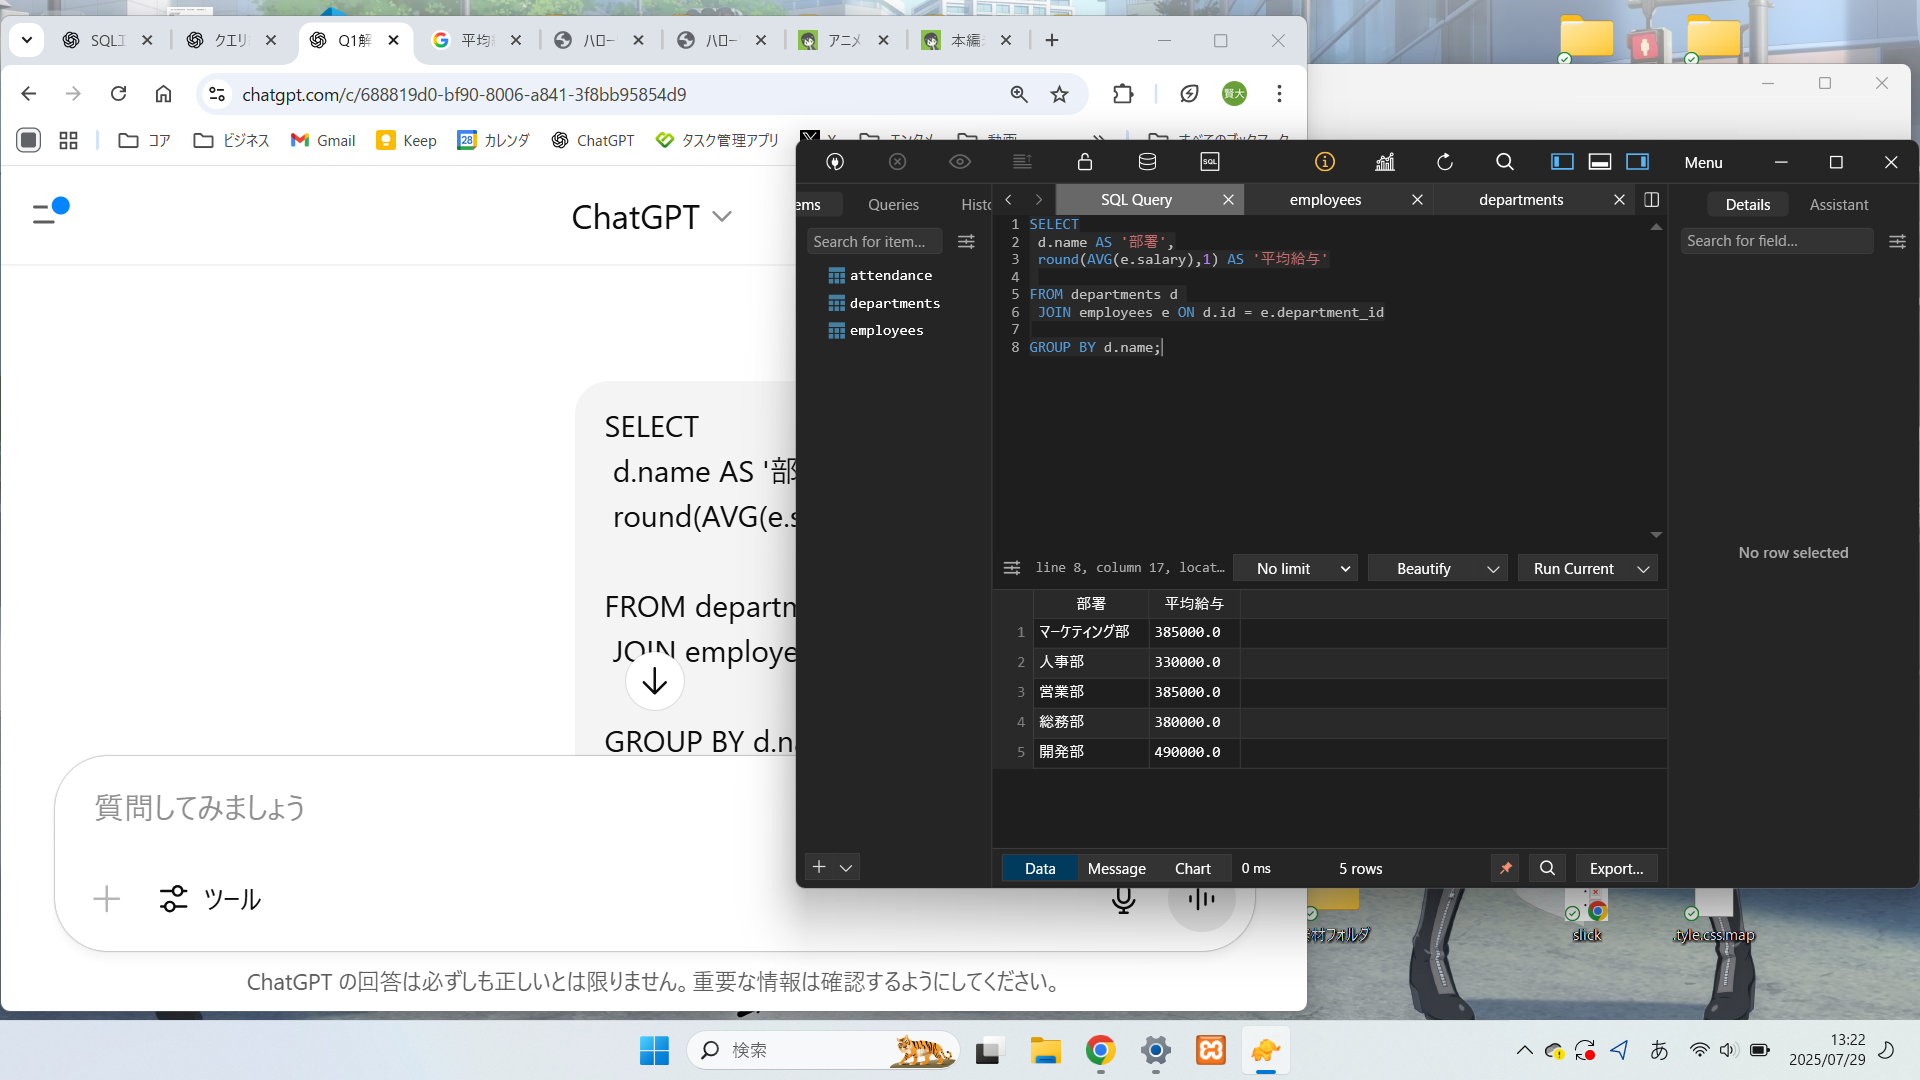 SQLエ
クエリ
Q1解
平均
ハロー
ハロー
アニメ
本編
chatgpt.com/c/688819d0-bf90-8006-a841-3f8bb95854d9
賢大
コア
ビジネス
Gmail
Keep
28
カレンダ
ChatGPT
タスク管理アプリ
X
エンタメ
動画
すべてのブックマーク
ChatGPT
SELECT
d.name AS '部
round(AVG(e.s
FROM departm
JOIN employe
GROUP BY d.na
質問してみましょう
ツール
ChatGPT の回答は必ずしも正しいとは限りません。重要な情報は確認するようにしてください。
SQL
Menu
ems
Queries
Histo
SQL Query
employees
departments
Details
Assistant
Search for item...
Search for field...
attendance
departments
employees
1 SELECT
2 d.name AS '部署',
3 round(AVG(e.salary),1) AS '平均給与'
4
5 FROM departments d
6 JOIN employees e ON d.id = e.department_id
7
8 GROUP BY d.name;
No row selected
line 8, column 17, locat...
No limit
Beautify
Run Current
部署 平均給与
1 マーケティング部 385000.0
2 人事部 330000.0
3 営業部 385000.0
4 総務部 380000.0
5 開発部 490000.0
Data
Message
Chart
0 ms
5 rows
Export...
材フォルダ
slick
tyle.css.map
検索
あ
13:22
2025/07/29